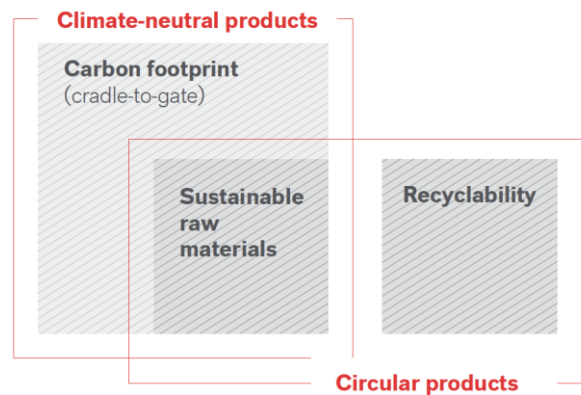 Climate-neutral products
Carbon footprint
(cradle-to-gate)
Sustainable
raw
materials
Recyclability
Circular products